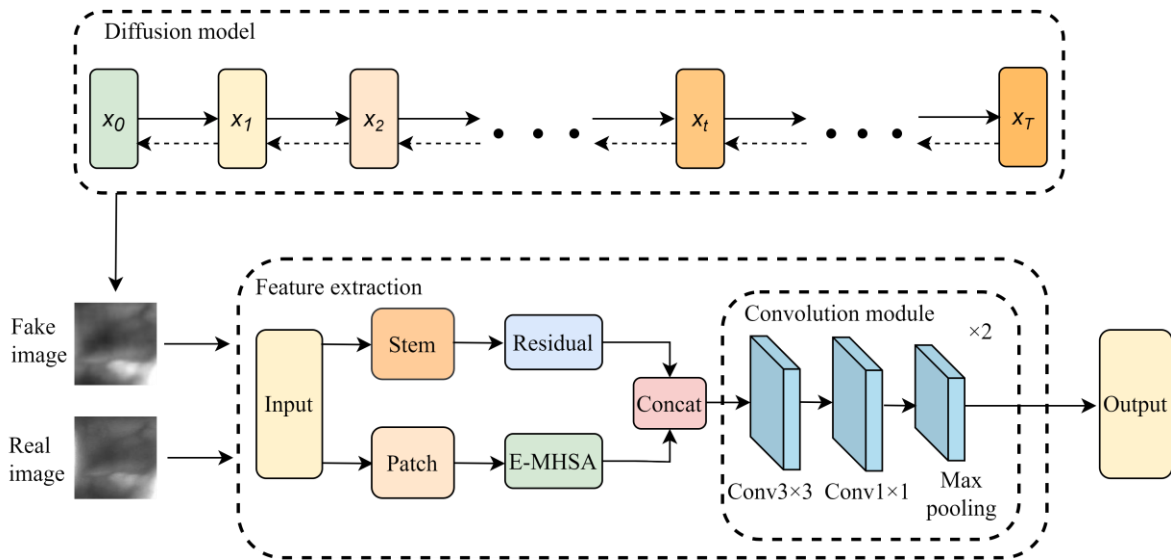 Diffusion model
x0 x1 x2 xt xT
Feature extraction
Convolution module
×2
Fake
image
Stem
Residual
Input
Concat
Output
Real
image
Patch
E-MHSA
Conv3×3
Conv1×1
Max
pooling